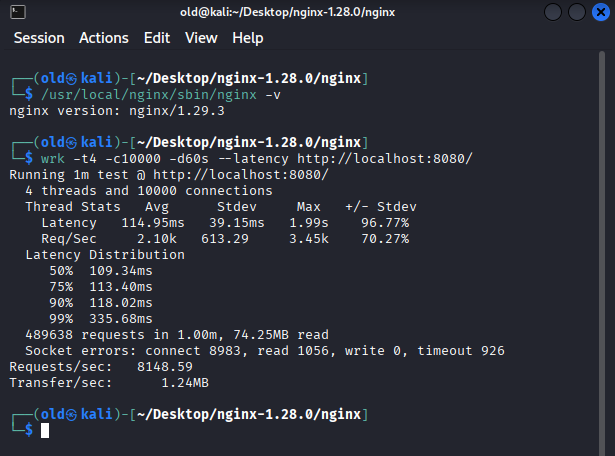 old@kali:~/Desktop/nginx-1.28.0/nginx
Session Actions Edit View Help
┌──(old㉿kali)-[~/Desktop/nginx-1.28.0/nginx]
└─$ /usr/local/nginx/sbin/nginx -v
nginx version: nginx/1.29.3
┌──(old㉿kali)-[~/Desktop/nginx-1.28.0/nginx]
└─$ wrk -t4 -c10000 -d60s --latency http://localhost:8080/
Running 1m test @ http://localhost:8080/
  4 threads and 10000 connections
  Thread Stats   Avg      Stdev     Max   +/- Stdev
    Latency   114.95ms   39.15ms   1.99s    96.77%
    Req/Sec     2.10k   613.29     3.45k    70.27%
  Latency Distribution
     50%  109.34ms
     75%  113.40ms
     90%  118.02ms
     99%  335.68ms
  489638 requests in 1.00m, 74.25MB read
  Socket errors: connect 8983, read 1056, write 0, timeout 926
Requests/sec:   8148.59
Transfer/sec:      1.24MB
┌──(old㉿kali)-[~/Desktop/nginx-1.28.0/nginx]
└─$